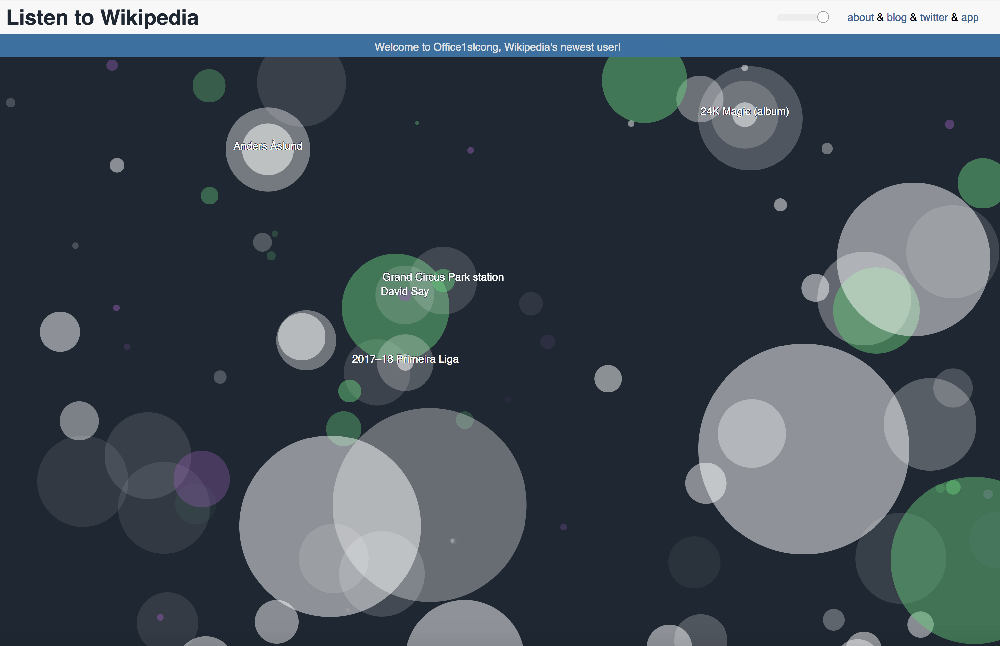 Listen to Wikipedia
about & blog & twitter & app
Welcome to Office1stcong, Wikipedia's newest user!
24K Magic (album)
Anders Åslund
Grand Circus Park station
David Say
2017–18 Primeira Liga